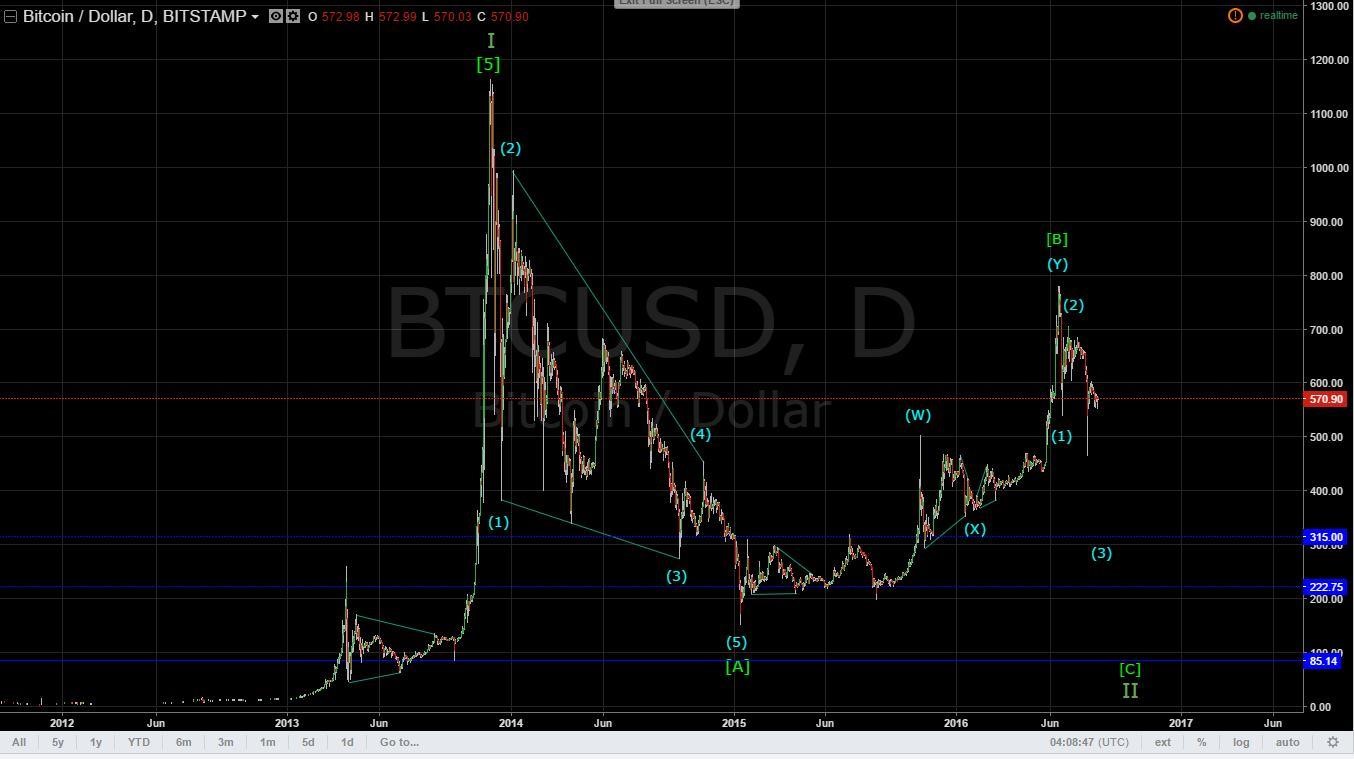 Exit Full Screen (ESC)
Bitcoin / Dollar, D, BITSTAMP O 572.98 H 572.99 L 570.03 C 570.90
realtime
BTCUSD, D
Bitcoin / Dollar
I
[5]
(2)
(1)
(3)
(4)
(5)
[A]
(W)
(X)
[B]
(Y)
(2)
(1)
(3)
[C]
II
1300.00
1200.00
1100.00
1000.00
900.00
800.00
700.00
600.00
570.90
500.00
400.00
315.00
300.00
222.75
200.00
100.00
85.14
0.00
2012 Jun 2013 Jun 2014 Jun 2015 Jun 2016 Jun 2017 Jun
All 5y 1y YTD 6m 3m 1m 5d 1d Go to... 04:08:47 (UTC) ext % log auto